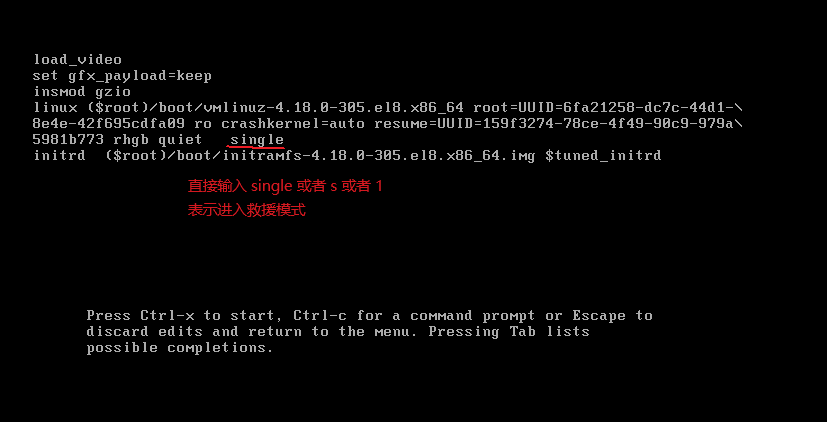 load_video
set gfx_payload=keep
insmod gzio
linux ($root)/boot/vmlinuz-4.18.0-305.el8.x86_64 root=UUID=6fa21258-dc7c-44d1-\
8e4e-42f695cdfa09 ro crashkernel=auto resume=UUID=159f3274-78ce-4f49-90c9-979a\
5981b773 rhgb quiet   single
initrd  ($root)/boot/initramfs-4.18.0-305.el8.x86_64.img $tuned_initrd
直接输入 single 或者 s 或者 1
表示进入救援模式
Press Ctrl-x to start, Ctrl-c for a command prompt or Escape to
discard edits and return to the menu. Pressing Tab lists
possible completions.